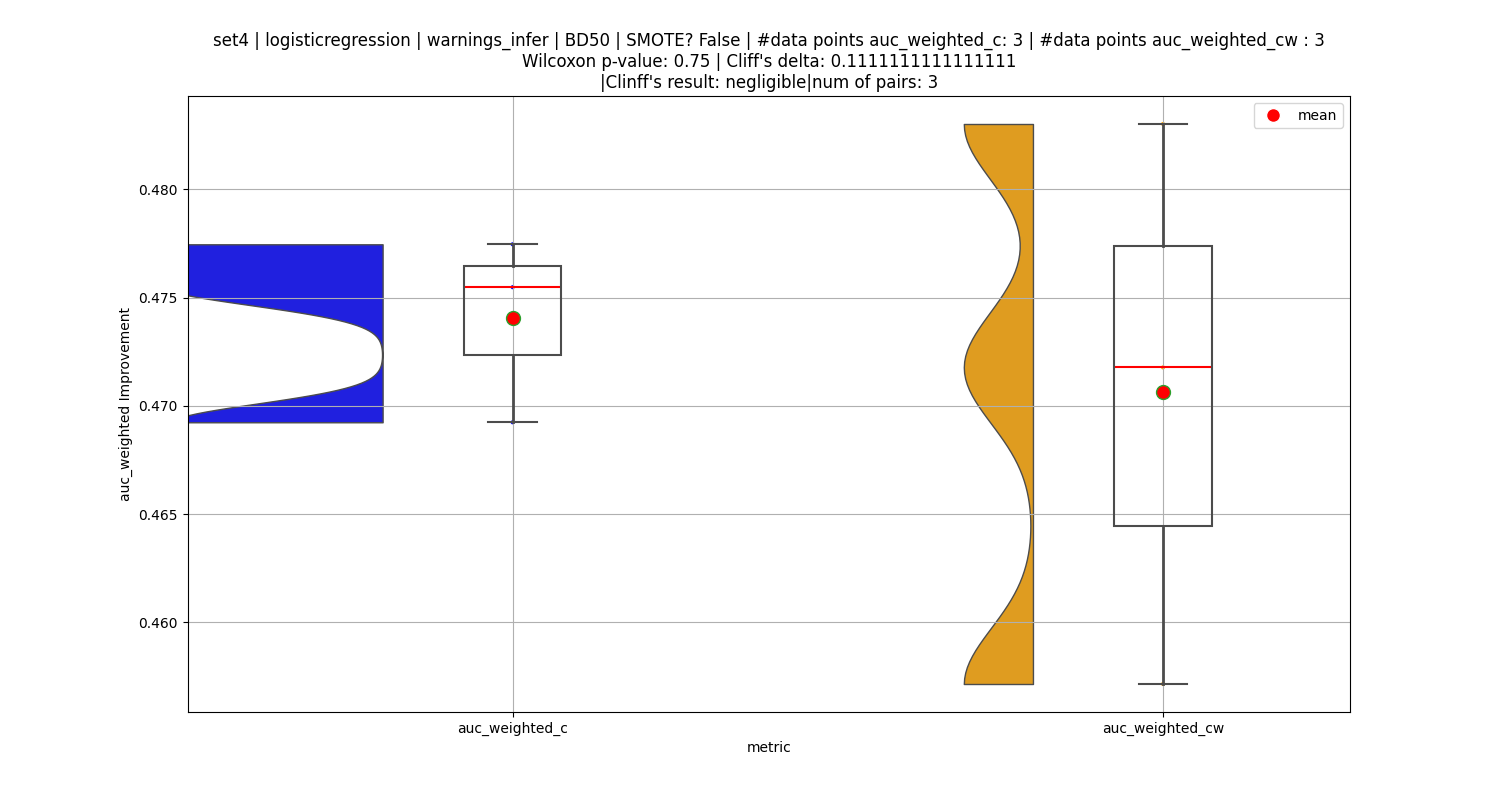 set4 | logisticregression | warnings_infer | BD50 | SMOTE? False | #data points auc_weighted_c: 3 | #data points auc_weighted_cw : 3
Wilcoxon p-value: 0.75 | Cliff's delta: 0.1111111111111111
|Clinff's result: negligible|num of pairs: 3
mean
0.480
0.475
0.470
0.465
0.460
auc_weighted Improvement
auc_weighted_c
auc_weighted_cw
metric